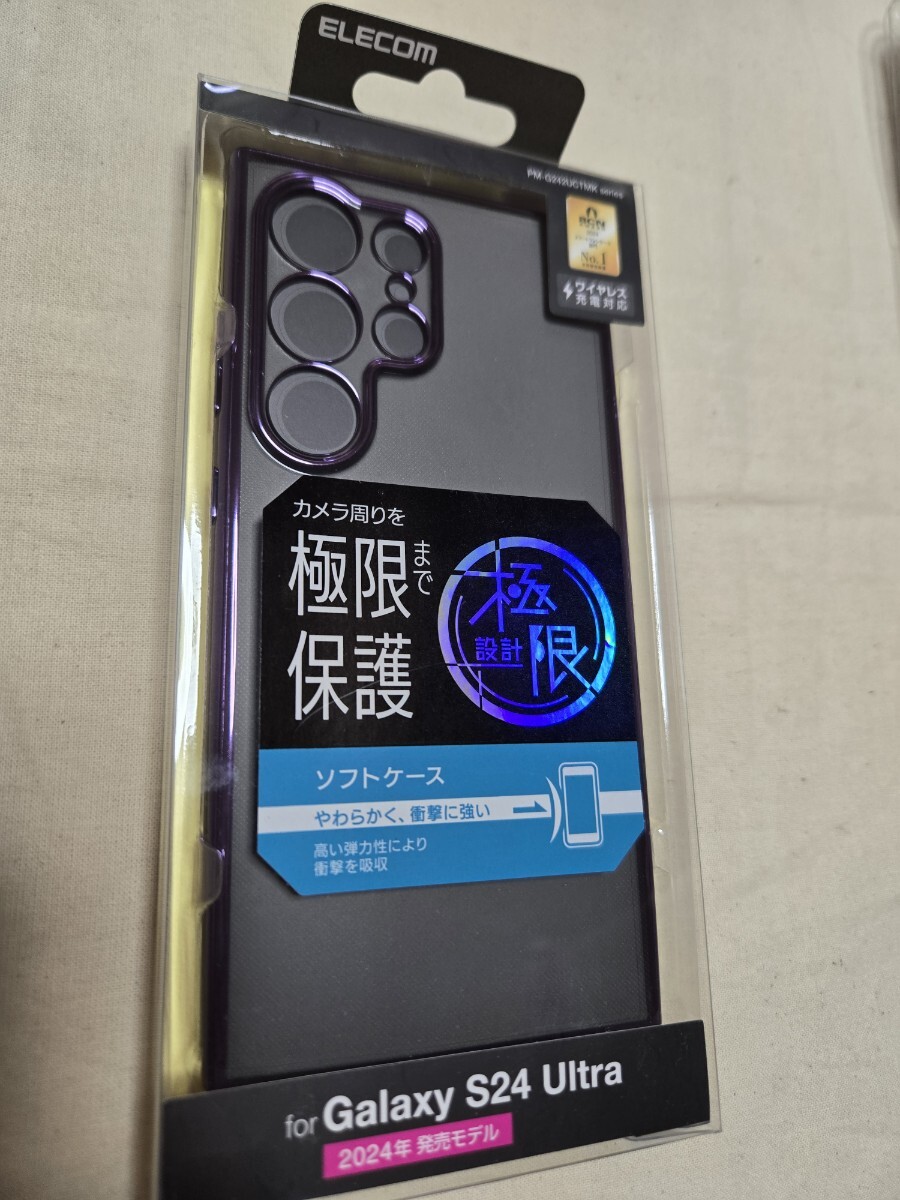 ELECOM
PM-G242UCTMK series
BCN
No.1
ワイヤレス
充電対応
カメラ周りを
極限まで
保護
極限
設計
ソフトケース
やわらかく、衝撃に強い
高い弾力性により
衝撃を吸収
for Galaxy S24 Ultra
2024年 発売モデル